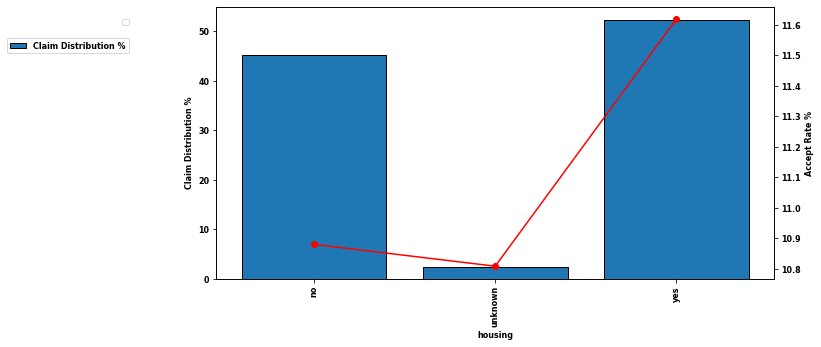 Claim Distribution %
Claim Distribution %
50
40
30
20
10
0
11.6
11.5
11.4
11.3
11.2
11.1
11.0
10.9
10.8
Accept Rate %
no
unknown
yes
housing